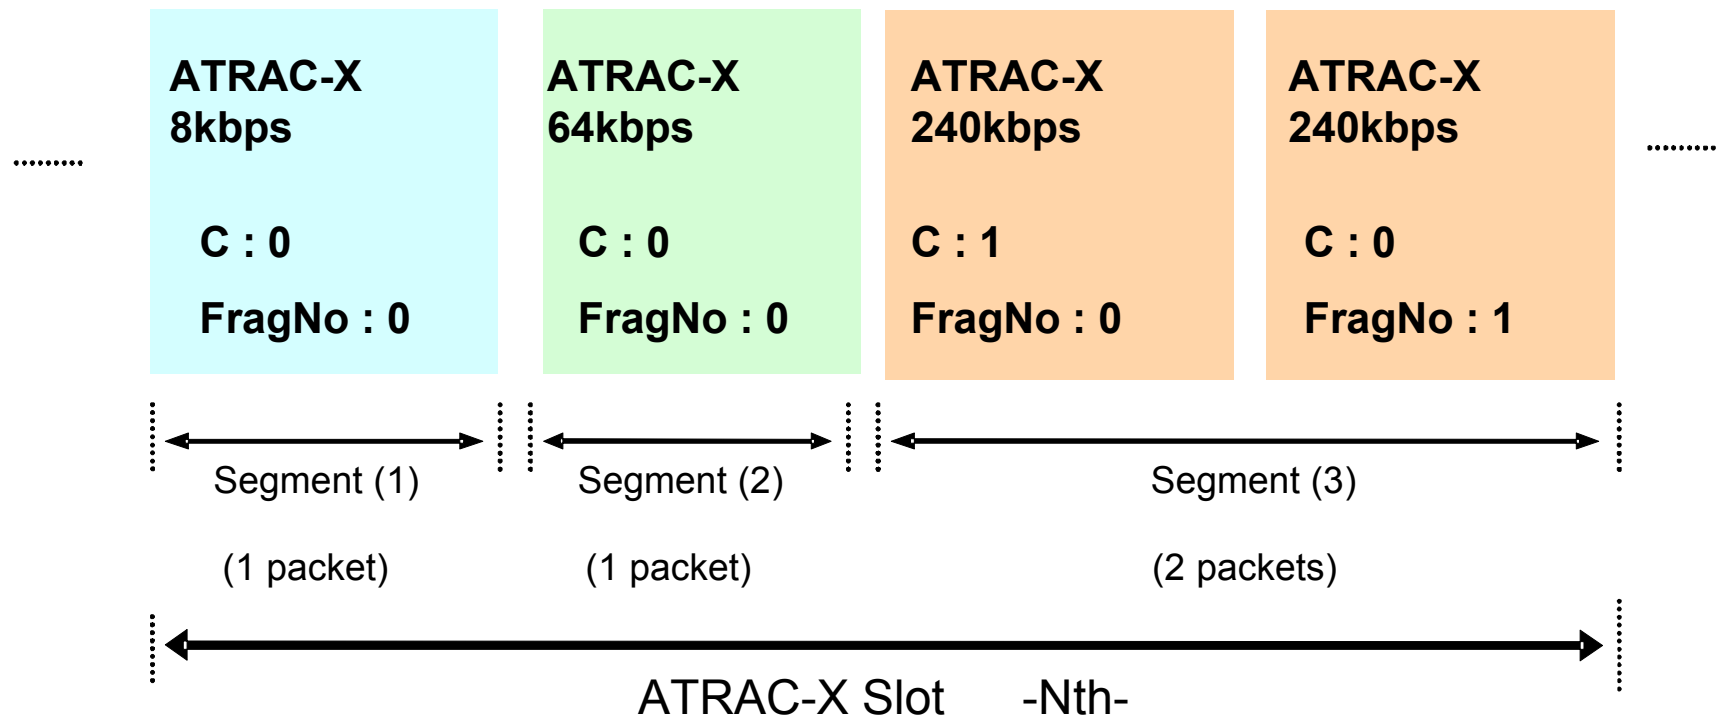 ATRAC-X
8kbps
C : 0
FragNo : 0
ATRAC-X
64kbps
C : 0
FragNo : 0
ATRAC-X
240kbps
C : 1
FragNo : 0
ATRAC-X
240kbps
C : 0
FragNo : 1
Segment (1)
(1 packet)
Segment (2)
(1 packet)
Segment (3)
(2 packets)
ATRAC-X Slot -Nth-